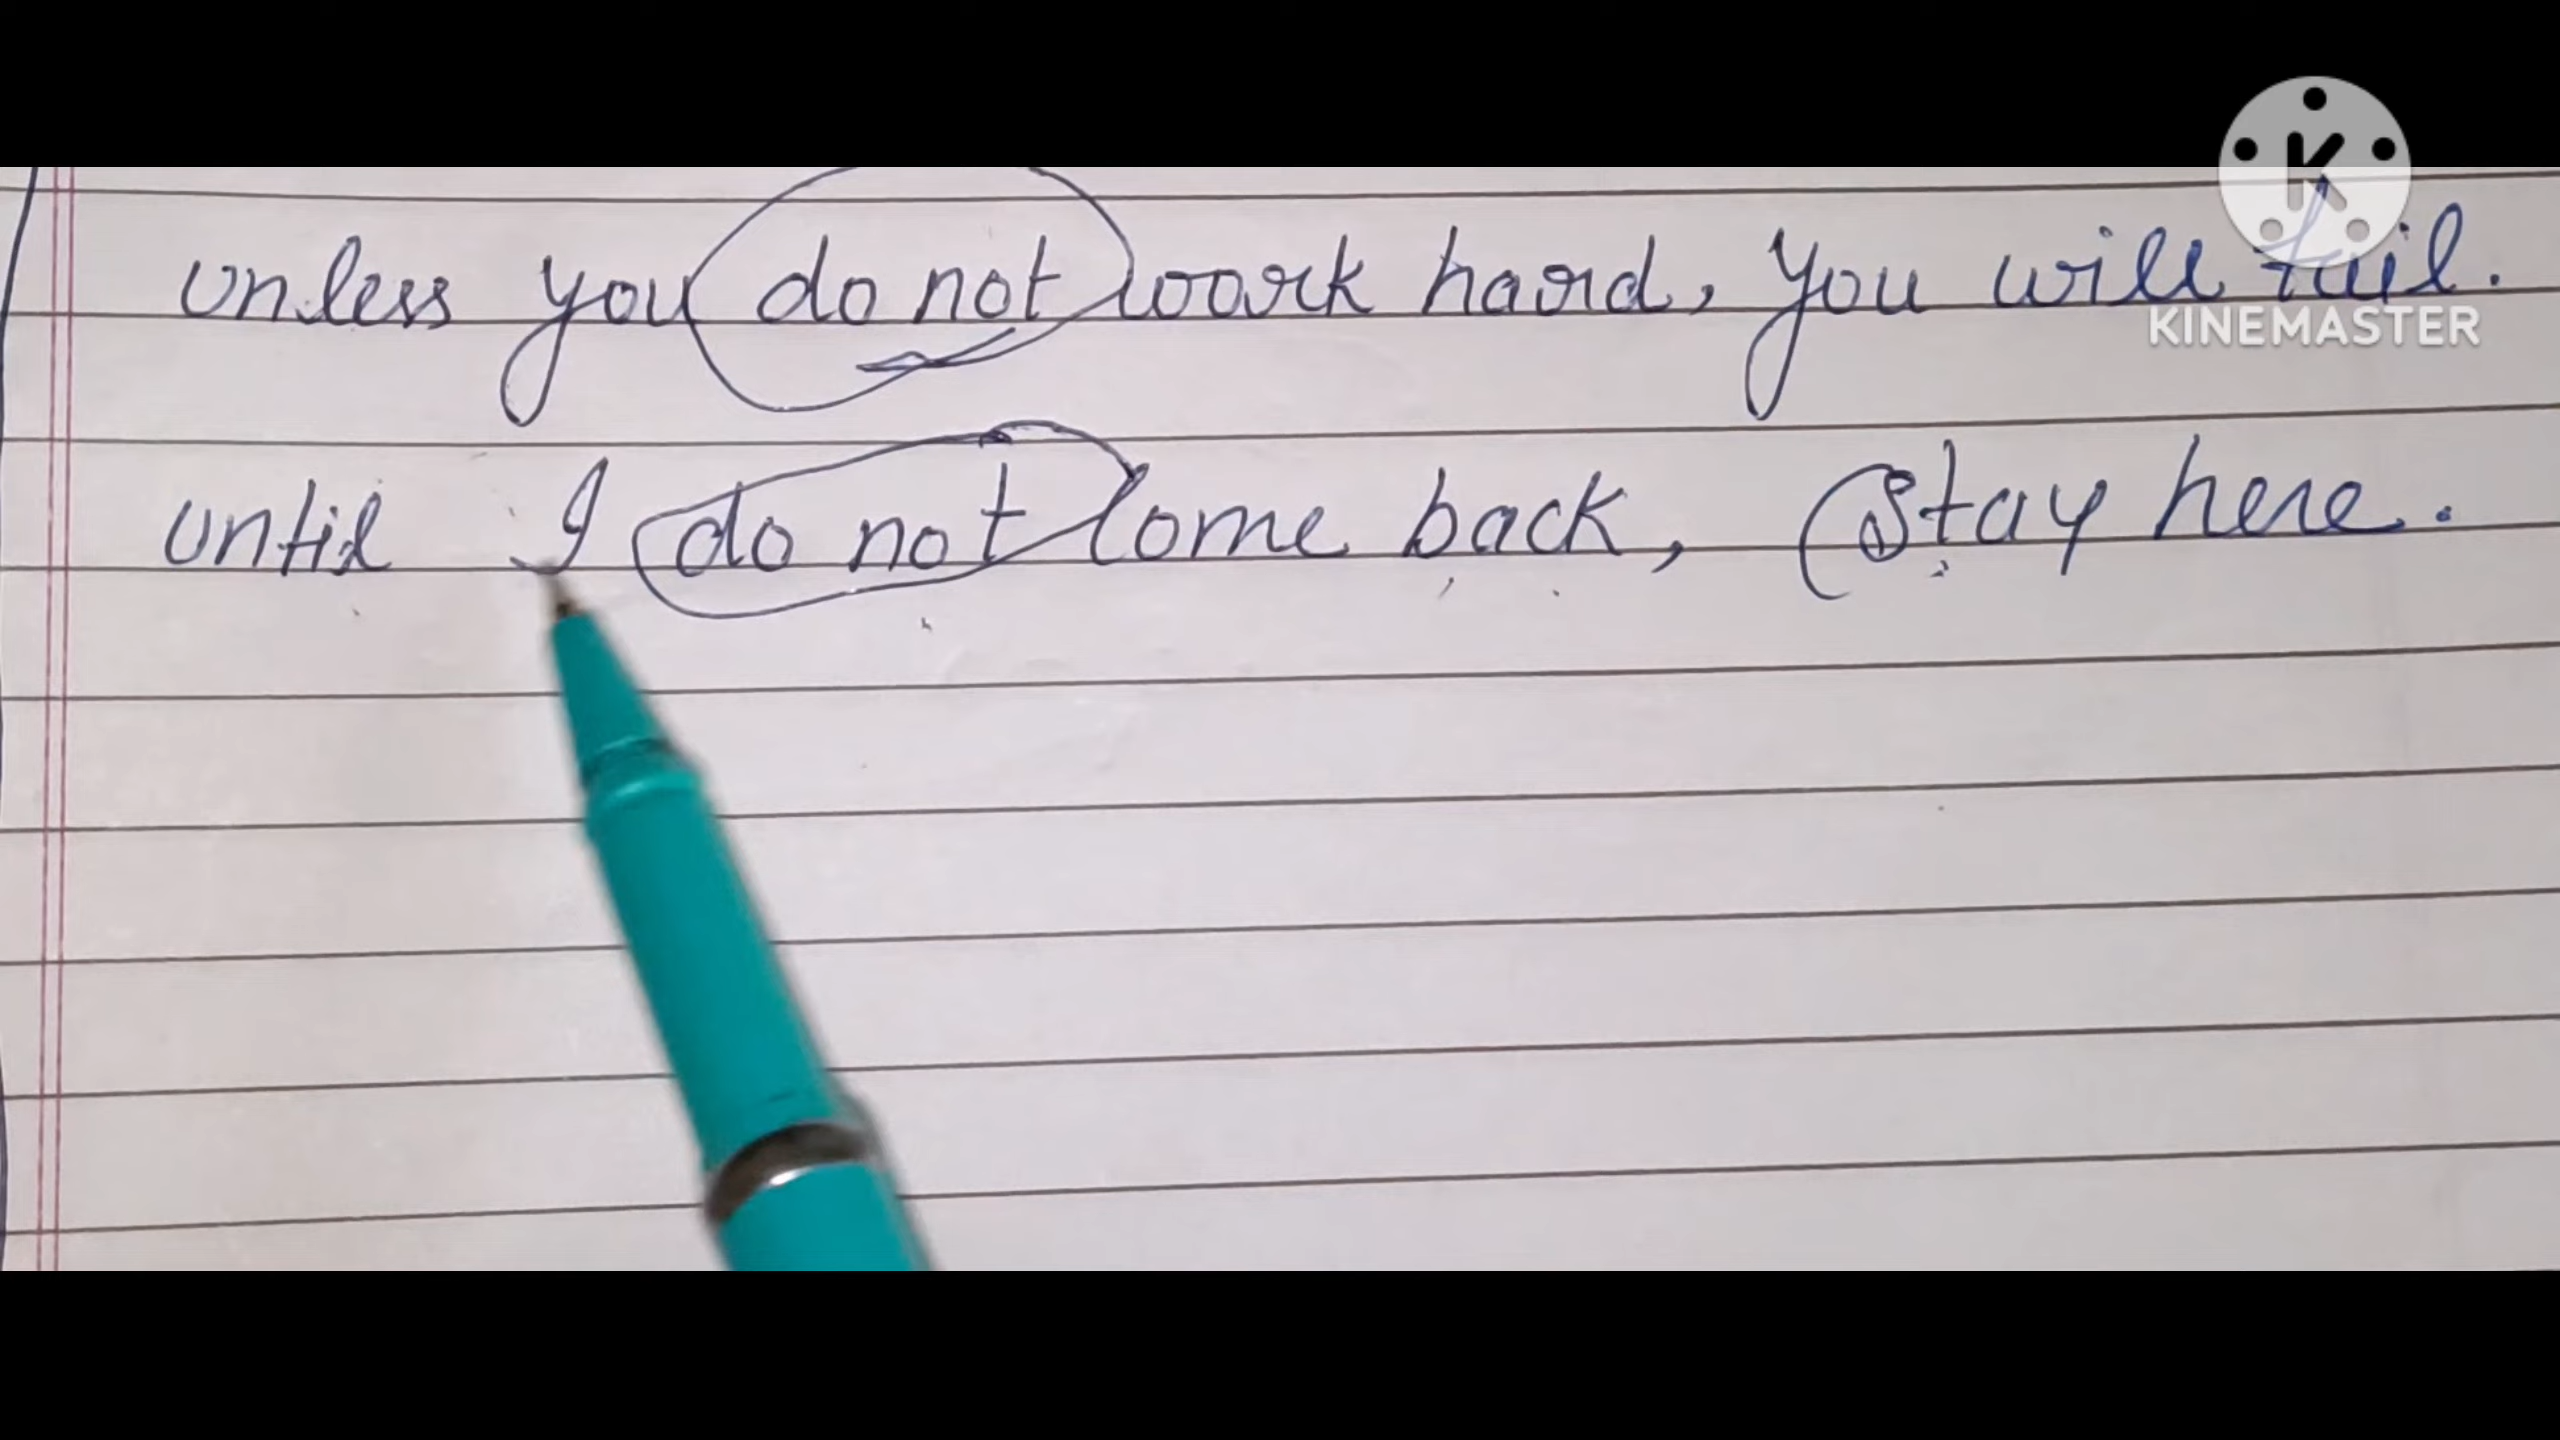 unless you do not work hard, you will fail.
KINEMASTER
until I do not come back, stay here.